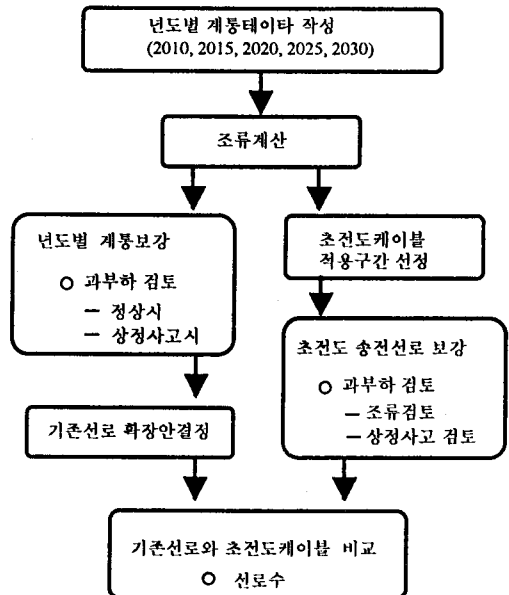 년도별 계통테이타 작성
(2010, 2015, 2020, 2025, 2030)
조류계산
년도별 계통보강
○ 과부하 검토
─ 정상시
─ 상정사고시
기존선로 확장안결정
초전도케이블
적용구간 선정
초전도 송전선로 보강
○ 과부하 검토
─ 조류검토
─ 상정사고 검토
기존선로와 초전도케이블 비교
○ 선로수